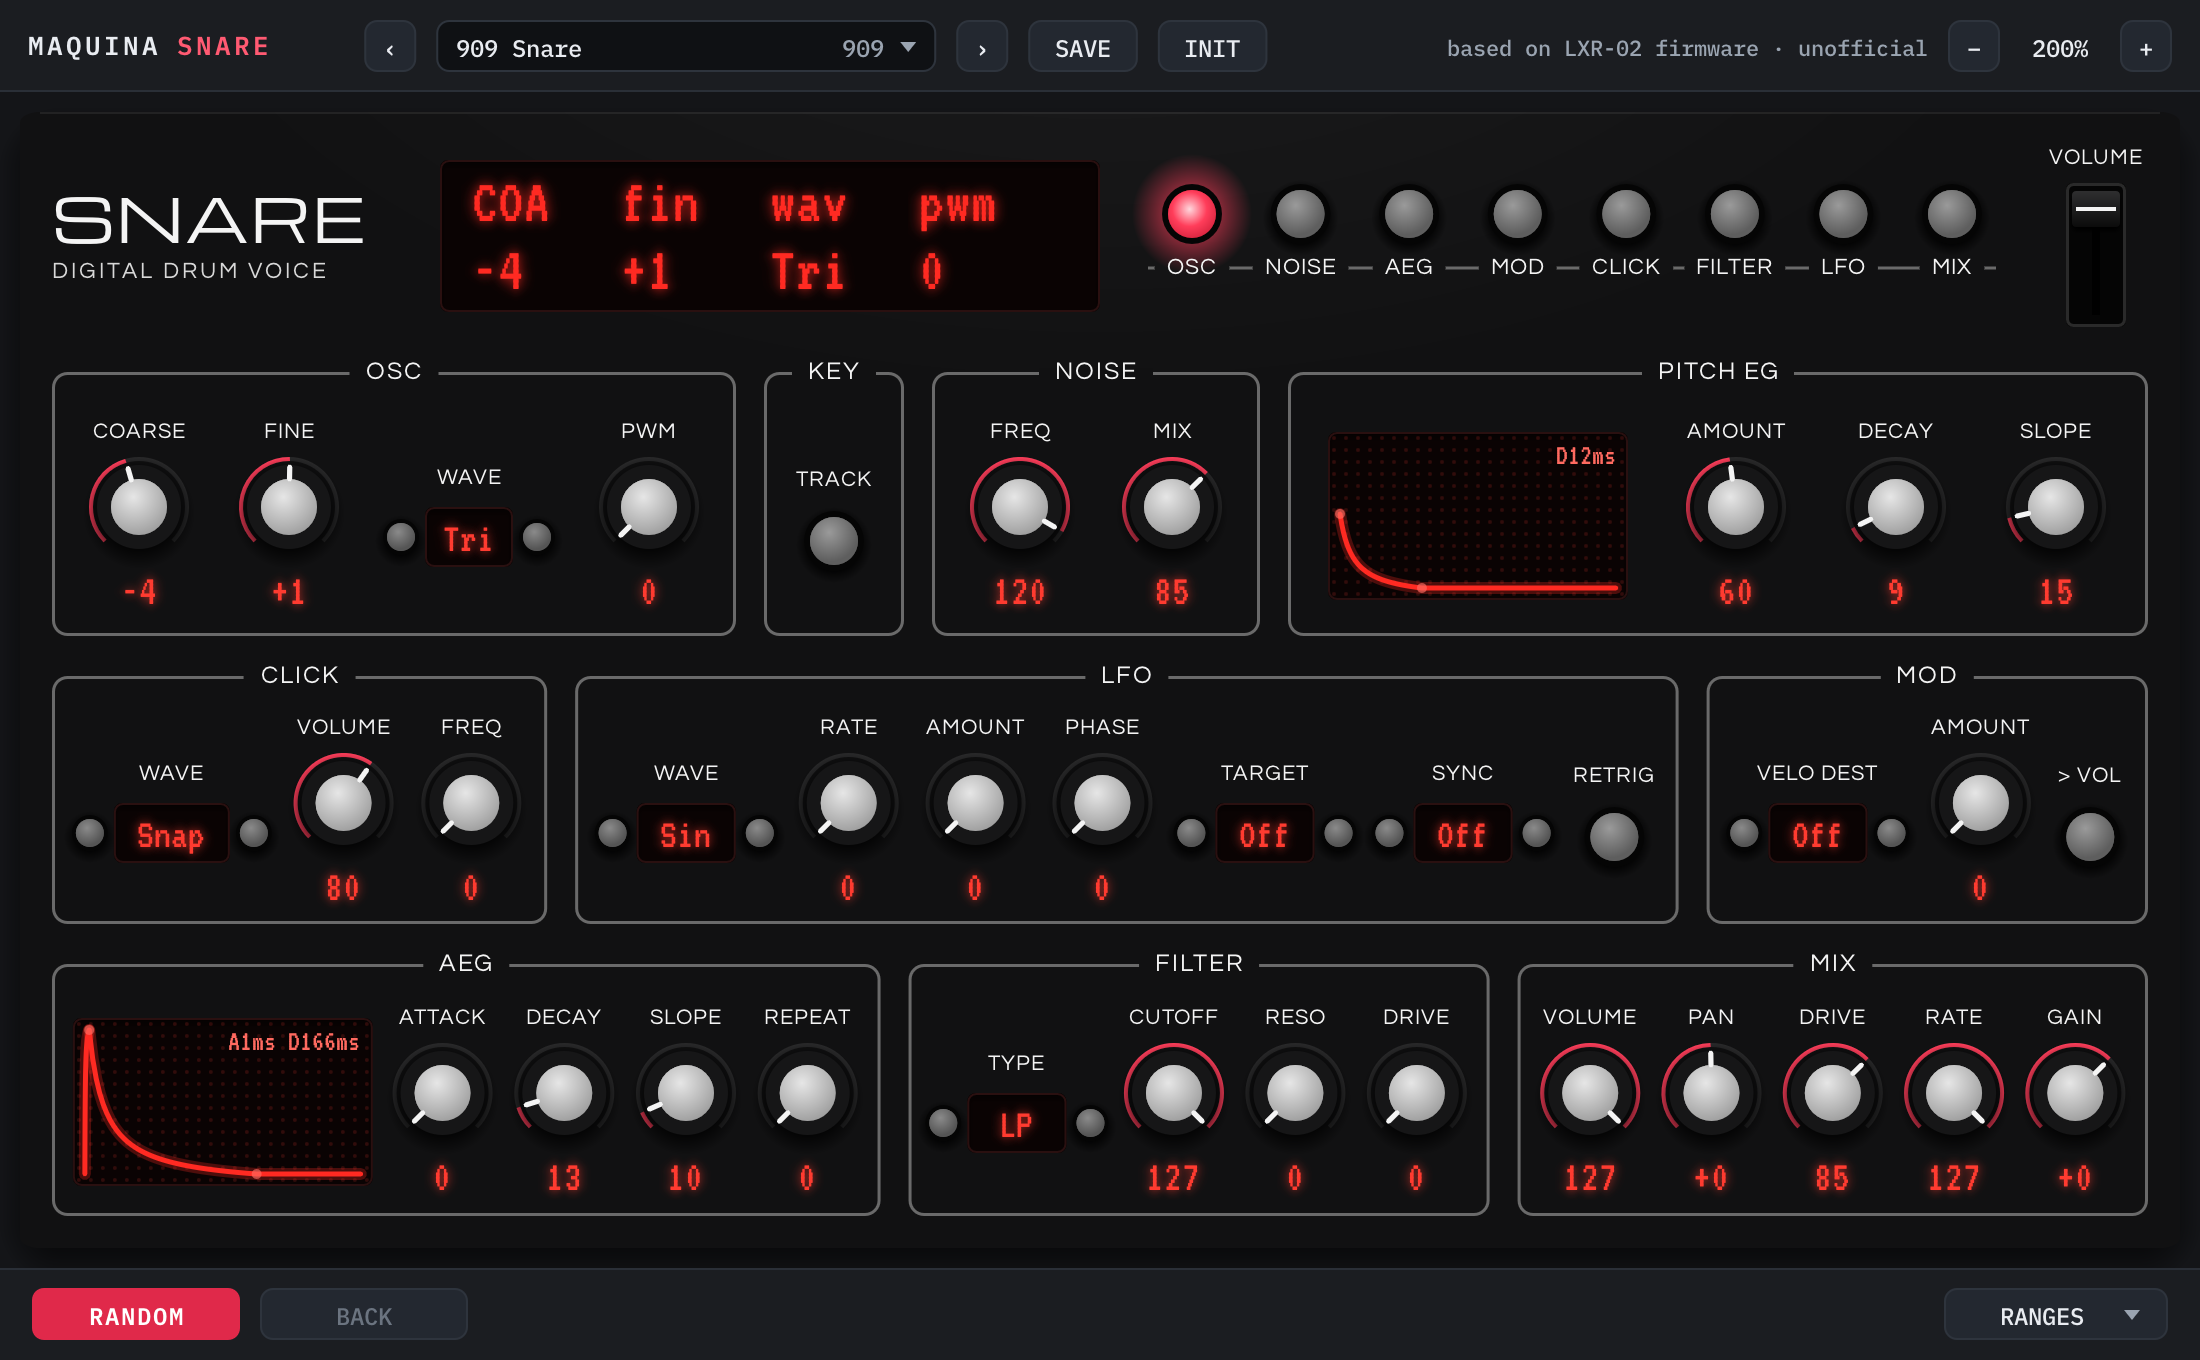 MAQUINA SNARE
‹
909 Snare 909
›
SAVE
INIT
based on LXR-02 firmware · unofficial
−
200%
+
SNARE
DIGITAL DRUM VOICE
COA fin wav pwm
-4 +1 Tri 0
OSC NOISE AEG MOD CLICK FILTER LFO MIX
VOLUME
OSC
COARSE FINE WAVE PWM
Tri
-4 +1 0
KEY
TRACK
NOISE
FREQ MIX
120 85
PITCH EG
D12ms
AMOUNT DECAY SLOPE
60 9 15
CLICK
WAVE VOLUME FREQ
Snap
80 0
LFO
WAVE RATE AMOUNT PHASE TARGET SYNC RETRIG
Sin Off Off
0 0 0
MOD
VELO DEST AMOUNT > VOL
Off
0
AEG
A1ms D166ms
ATTACK DECAY SLOPE REPEAT
0 13 10 0
FILTER
TYPE CUTOFF RESO DRIVE
LP
127 0 0
MIX
VOLUME PAN DRIVE RATE GAIN
127 +0 85 127 +0
RANDOM
BACK
RANGES